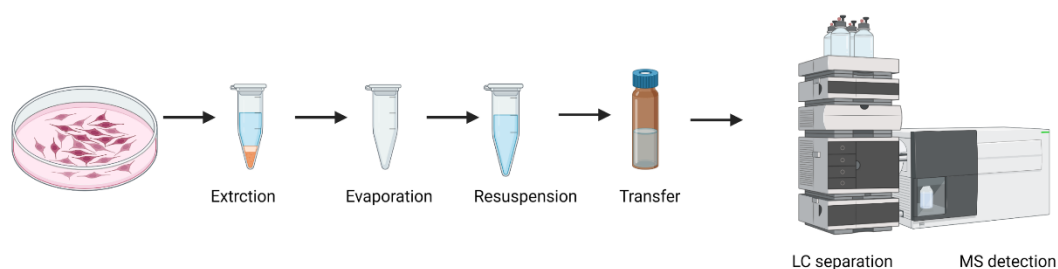 Extrction
Evaporation
Resuspension
Transfer
LC separation
MS detection